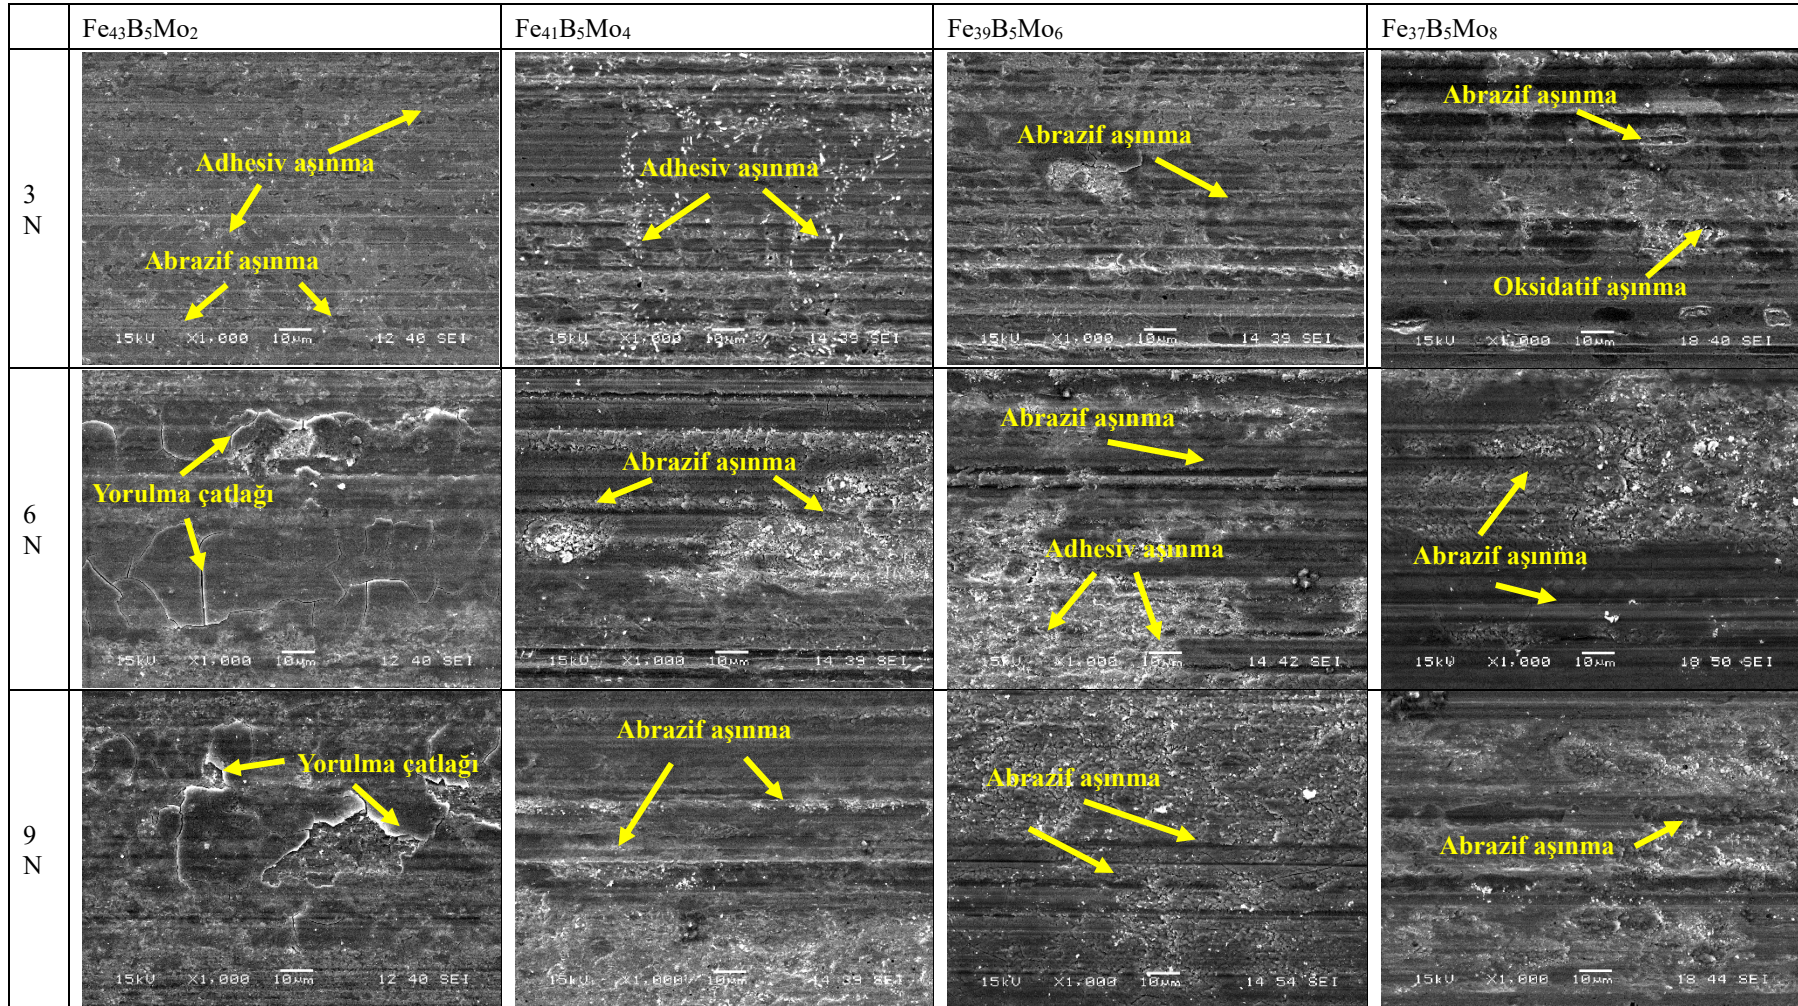 Fe₄₃B₅Mo₂ Fe₄₁B₅Mo₄ Fe₃₉B₅Mo₆ Fe₃₇B₅Mo₈
3
N
Adhesiv aşınma
Abrazif aşınma
15kU X1,000 10µm 12 40 SEI
Adhesiv aşınma
15kU X1,000 10µm 14 39 SEI
Abrazif aşınma
15kU X1,000 10µm 14 39 SEI
Abrazif aşınma
Oksidatif aşınma
15kU X1,000 10µm 18 40 SEI
6
N
Yorulma çatlağı
15kU X1,000 10µm 12 40 SEI
Abrazif aşınma
15kU X1,000 10µm 14 39 SEI
Abrazif aşınma
Adhesiv aşınma
15kU X1,000 10µm 14 42 SEI
Abrazif aşınma
15kU X1,000 10µm 18 50 SEI
9
N
Yorulma çatlağı
15kU X1,000 10µm 12 40 SEI
Abrazif aşınma
15kU X1,000 10µm 14 39 SEI
Abrazif aşınma
15kU X1,000 10µm 14 54 SEI
Abrazif aşınma
15kU X1,000 10µm 18 44 SEI